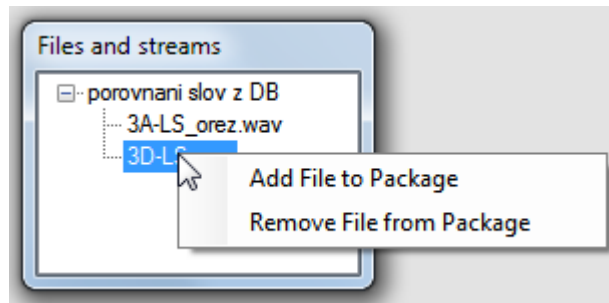 Files and streams
porovnani slov z DB
3A-LS_orez.wav
3D-LS
Add File to Package
Remove File from Package